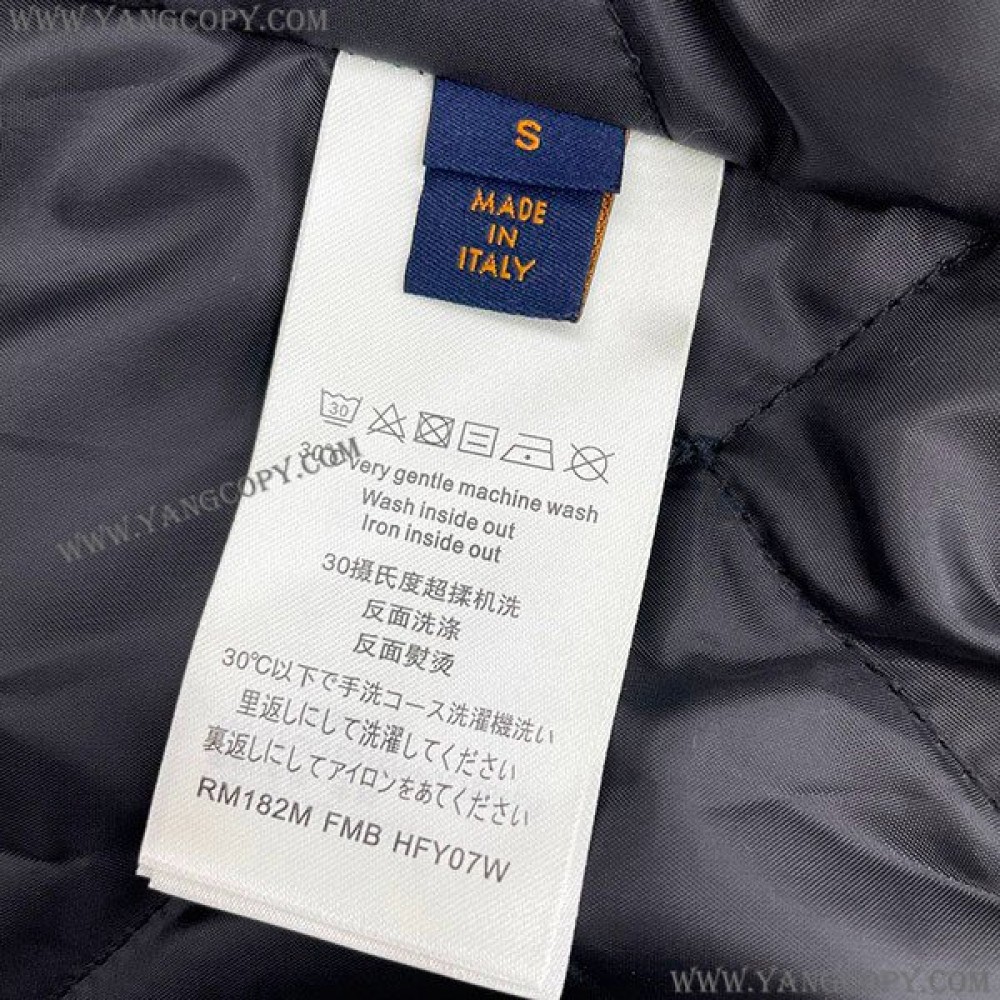 WWW.YANGCOPY.COM
S
MADE
IN
ITALY
30
30℃ very gentle machine wash
Wash inside out
Iron inside out
30摄氏度超揉机洗
反面洗涤
反面熨烫
30℃以下で手洗コース洗濯機洗い
里返しにして洗濯してください
裏返しにしてアイロンをあてください
RM182M FMB HFY07W
WWW.YANGCOPY.COM
WWW.YANGCOPY.COM